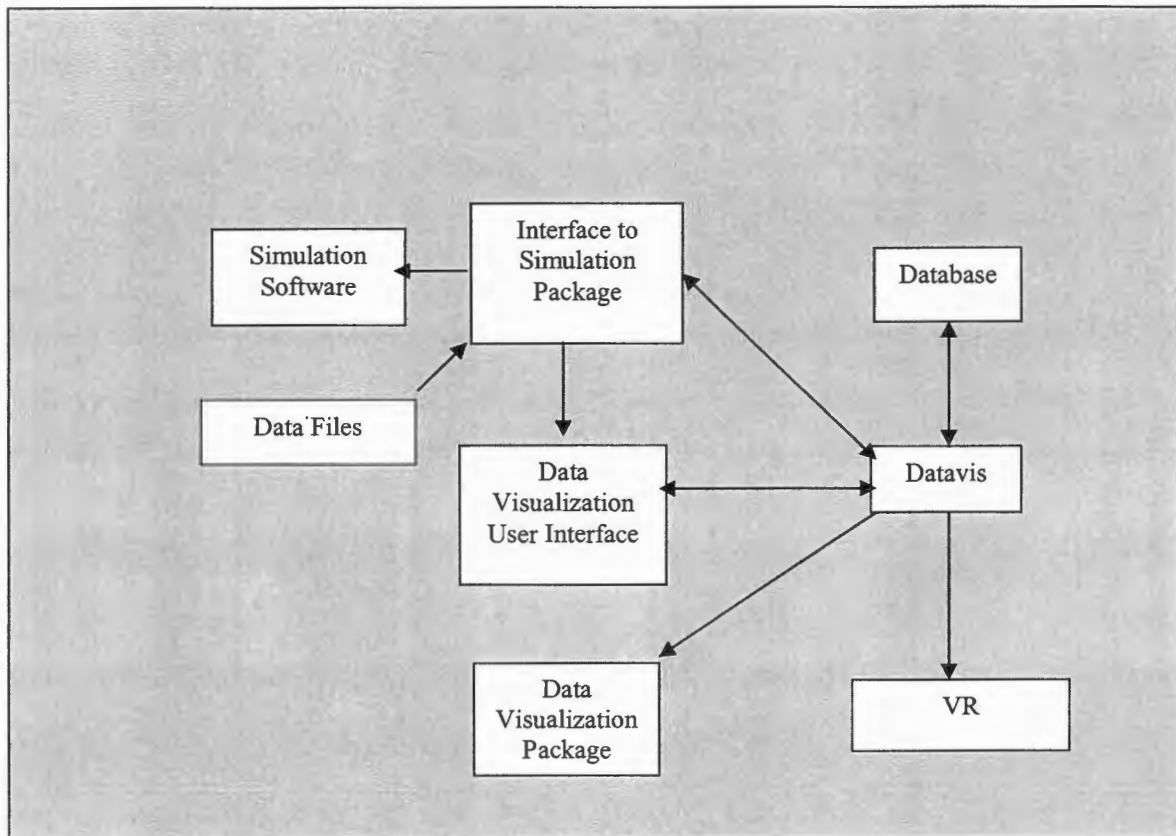 Interface to
Simulation
Package
Simulation
Software
Database
Data Files
Data
Visualization
User Interface
Datavis
Data
Visualization
Package
VR